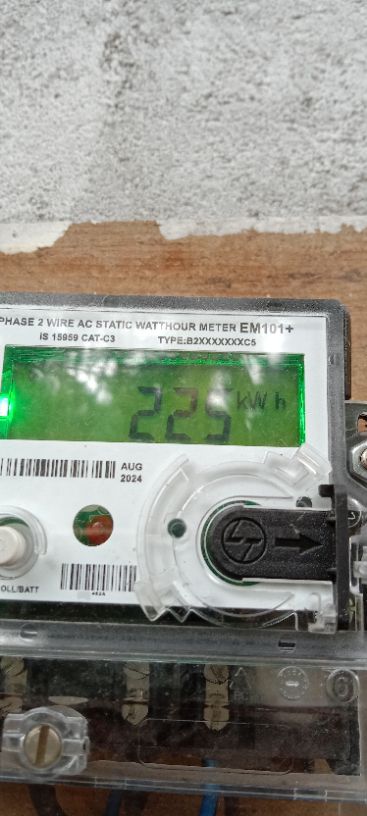 PHASE 2 WIRE AC STATIC WATTHOUR METER EM101+
IS 15959 CAT-C3 TYPE:B2XXXXXXXC5
225 kWh
AUG
2024
OLL/BATT